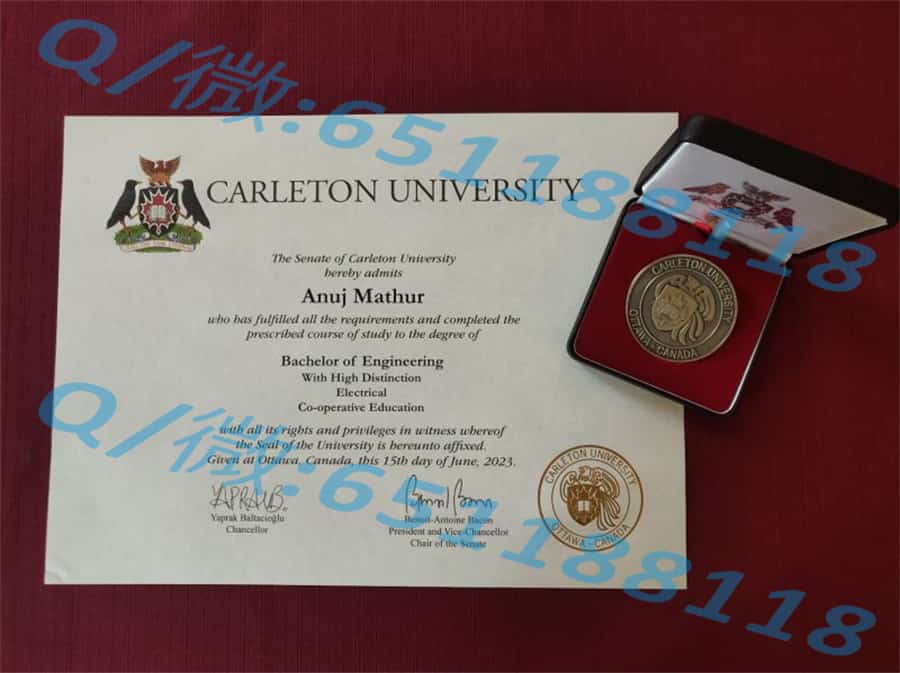 Q/微:651188118
CARLETON UNIVERSITY
The Senate of Carleton University
hereby admits
Anuj Mathur
who has fulfilled all the requirements and completed the
prescribed course of study to the degree of
Bachelor of Engineering
With High Distinction
Electrical
Co-operative Education
with all its rights and privileges in witness whereof
the Seal of the University is hereunto affixed.
Given at Ottawa, Canada, this 15th day of June, 2023.
Yaprak Baltacioğlu
Chancellor
Benoit-Antoine Bacon
President and Vice-Chancellor
Chair of the Senate
CARLETON UNIVERSITY
OTTAWA - CANADA
CARLETON UNIVERSITY
OTTAWA - CANADA
Q/微:651188118